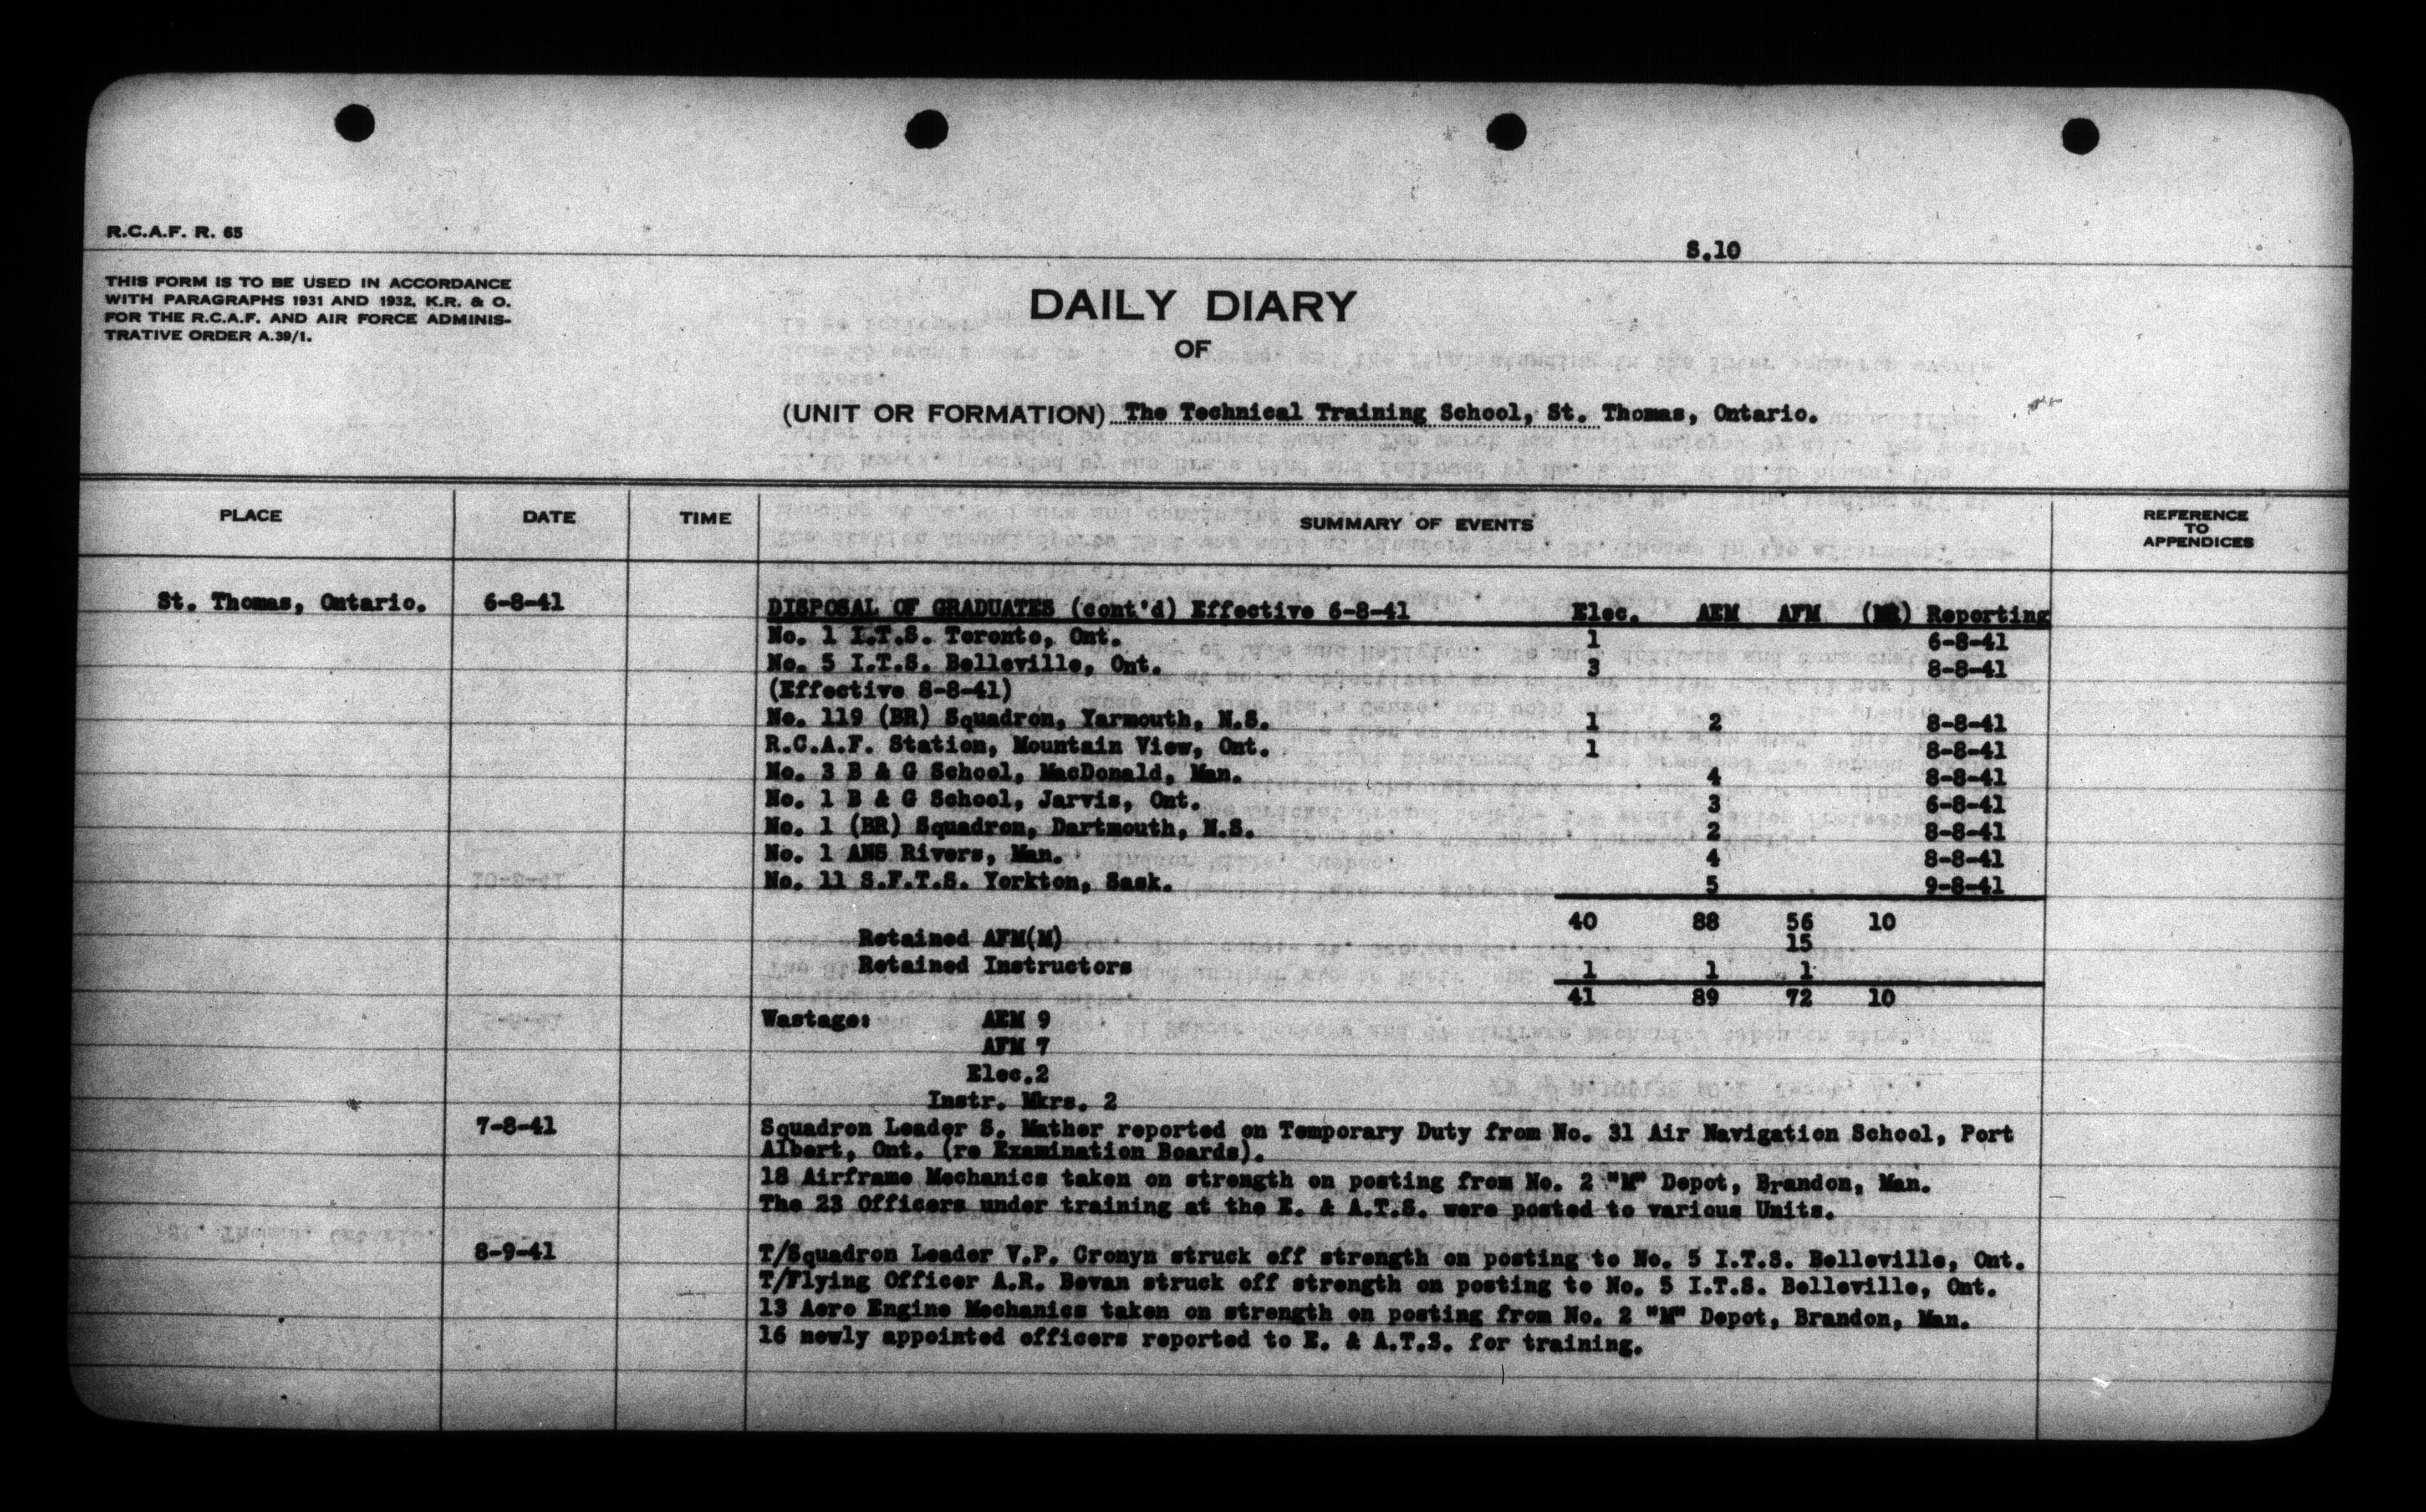 R.C.A.F. R. 65
S.10
THIS FORM IS TO BE USED IN ACCORDANCE
WITH PARAGRAPHS 1931 AND 1932, K.R. & O.
FOR THE R.C.A.F. AND AIR FORCE ADMINIS-
TRATIVE ORDER A.39/1.
DAILY DIARY
OF
(UNIT OR FORMATION) The Technical Training School, St. Thomas, Ontario.
PLACE DATE TIME SUMMARY OF EVENTS REFERENCE TO APPENDICES
St. Thomas, Ontario. 6-8-41 DISPOSAL OF GRADUATES (cont'd) Effective 6-8-41 Elec. AEM AFM (MR) Reporting
No. 1 I.T.S. Toronto, Ont. 1 6-8-41
No. 5 I.T.S. Belleville, Ont. 3 8-8-41
(Effective 8-8-41)
No. 119 (BR) Squadron, Yarmouth, N.S. 1 2 8-8-41
R.C.A.F. Station, Mountain View, Ont. 1 8-8-41
No. 3 B & G School, MacDonald, Man. 4 8-8-41
No. 1 B & G School, Jarvis, Ont. 3 6-8-41
No. 1 (BR) Squadron, Dartmouth, N.S. 2 8-8-41
No. 1 ANS Rivers, Man. 4 8-8-41
No. 11 S.F.T.S. Yorkton, Sask. 5 9-8-41
40 88 56 10
Retained AFM(M) 15
Retained Instructors 1 1 1
41 89 72 10
Wastage: AEM 9
AFM 7
Elec.2
Instr. Mkrs. 2
7-8-41 Squadron Leader S. Mather reported on Temporary Duty from No. 31 Air Navigation School, Port
Albert, Ont. (re Examination Boards).
18 Airframe Mechanics taken on strength on posting from No. 2 "M" Depot, Brandon, Man.
The 23 Officers under training at the E. & A.T.S. were posted to various Units.
8-9-41 T/Squadron Leader V.P. Cronyn struck off strength on posting to No. 5 I.T.S. Belleville, Ont.
T/Flying Officer A.R. Bevan struck off strength on posting to No. 5 I.T.S. Belleville, Ont.
13 Aero Engine Mechanics taken on strength on posting from No. 2 "M" Depot, Brandon, Man.
16 newly appointed officers reported to E. & A.T.S. for training.